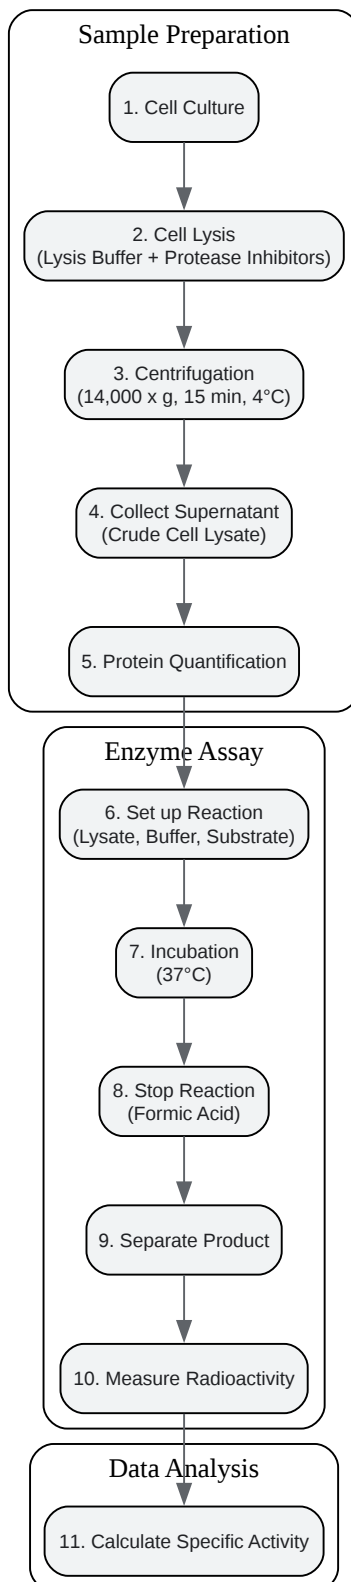 Sample Preparation
1. Cell Culture
2. Cell Lysis
(Lysis Buffer + Protease Inhibitors)
3. Centrifugation
(14,000 x g, 15 min, 4°C)
4. Collect Supernatant
(Crude Cell Lysate)
5. Protein Quantification
Enzyme Assay
6. Set up Reaction
(Lysate, Buffer, Substrate)
7. Incubation
(37°C)
8. Stop Reaction
(Formic Acid)
9. Separate Product
10. Measure Radioactivity
Data Analysis
11. Calculate Specific Activity